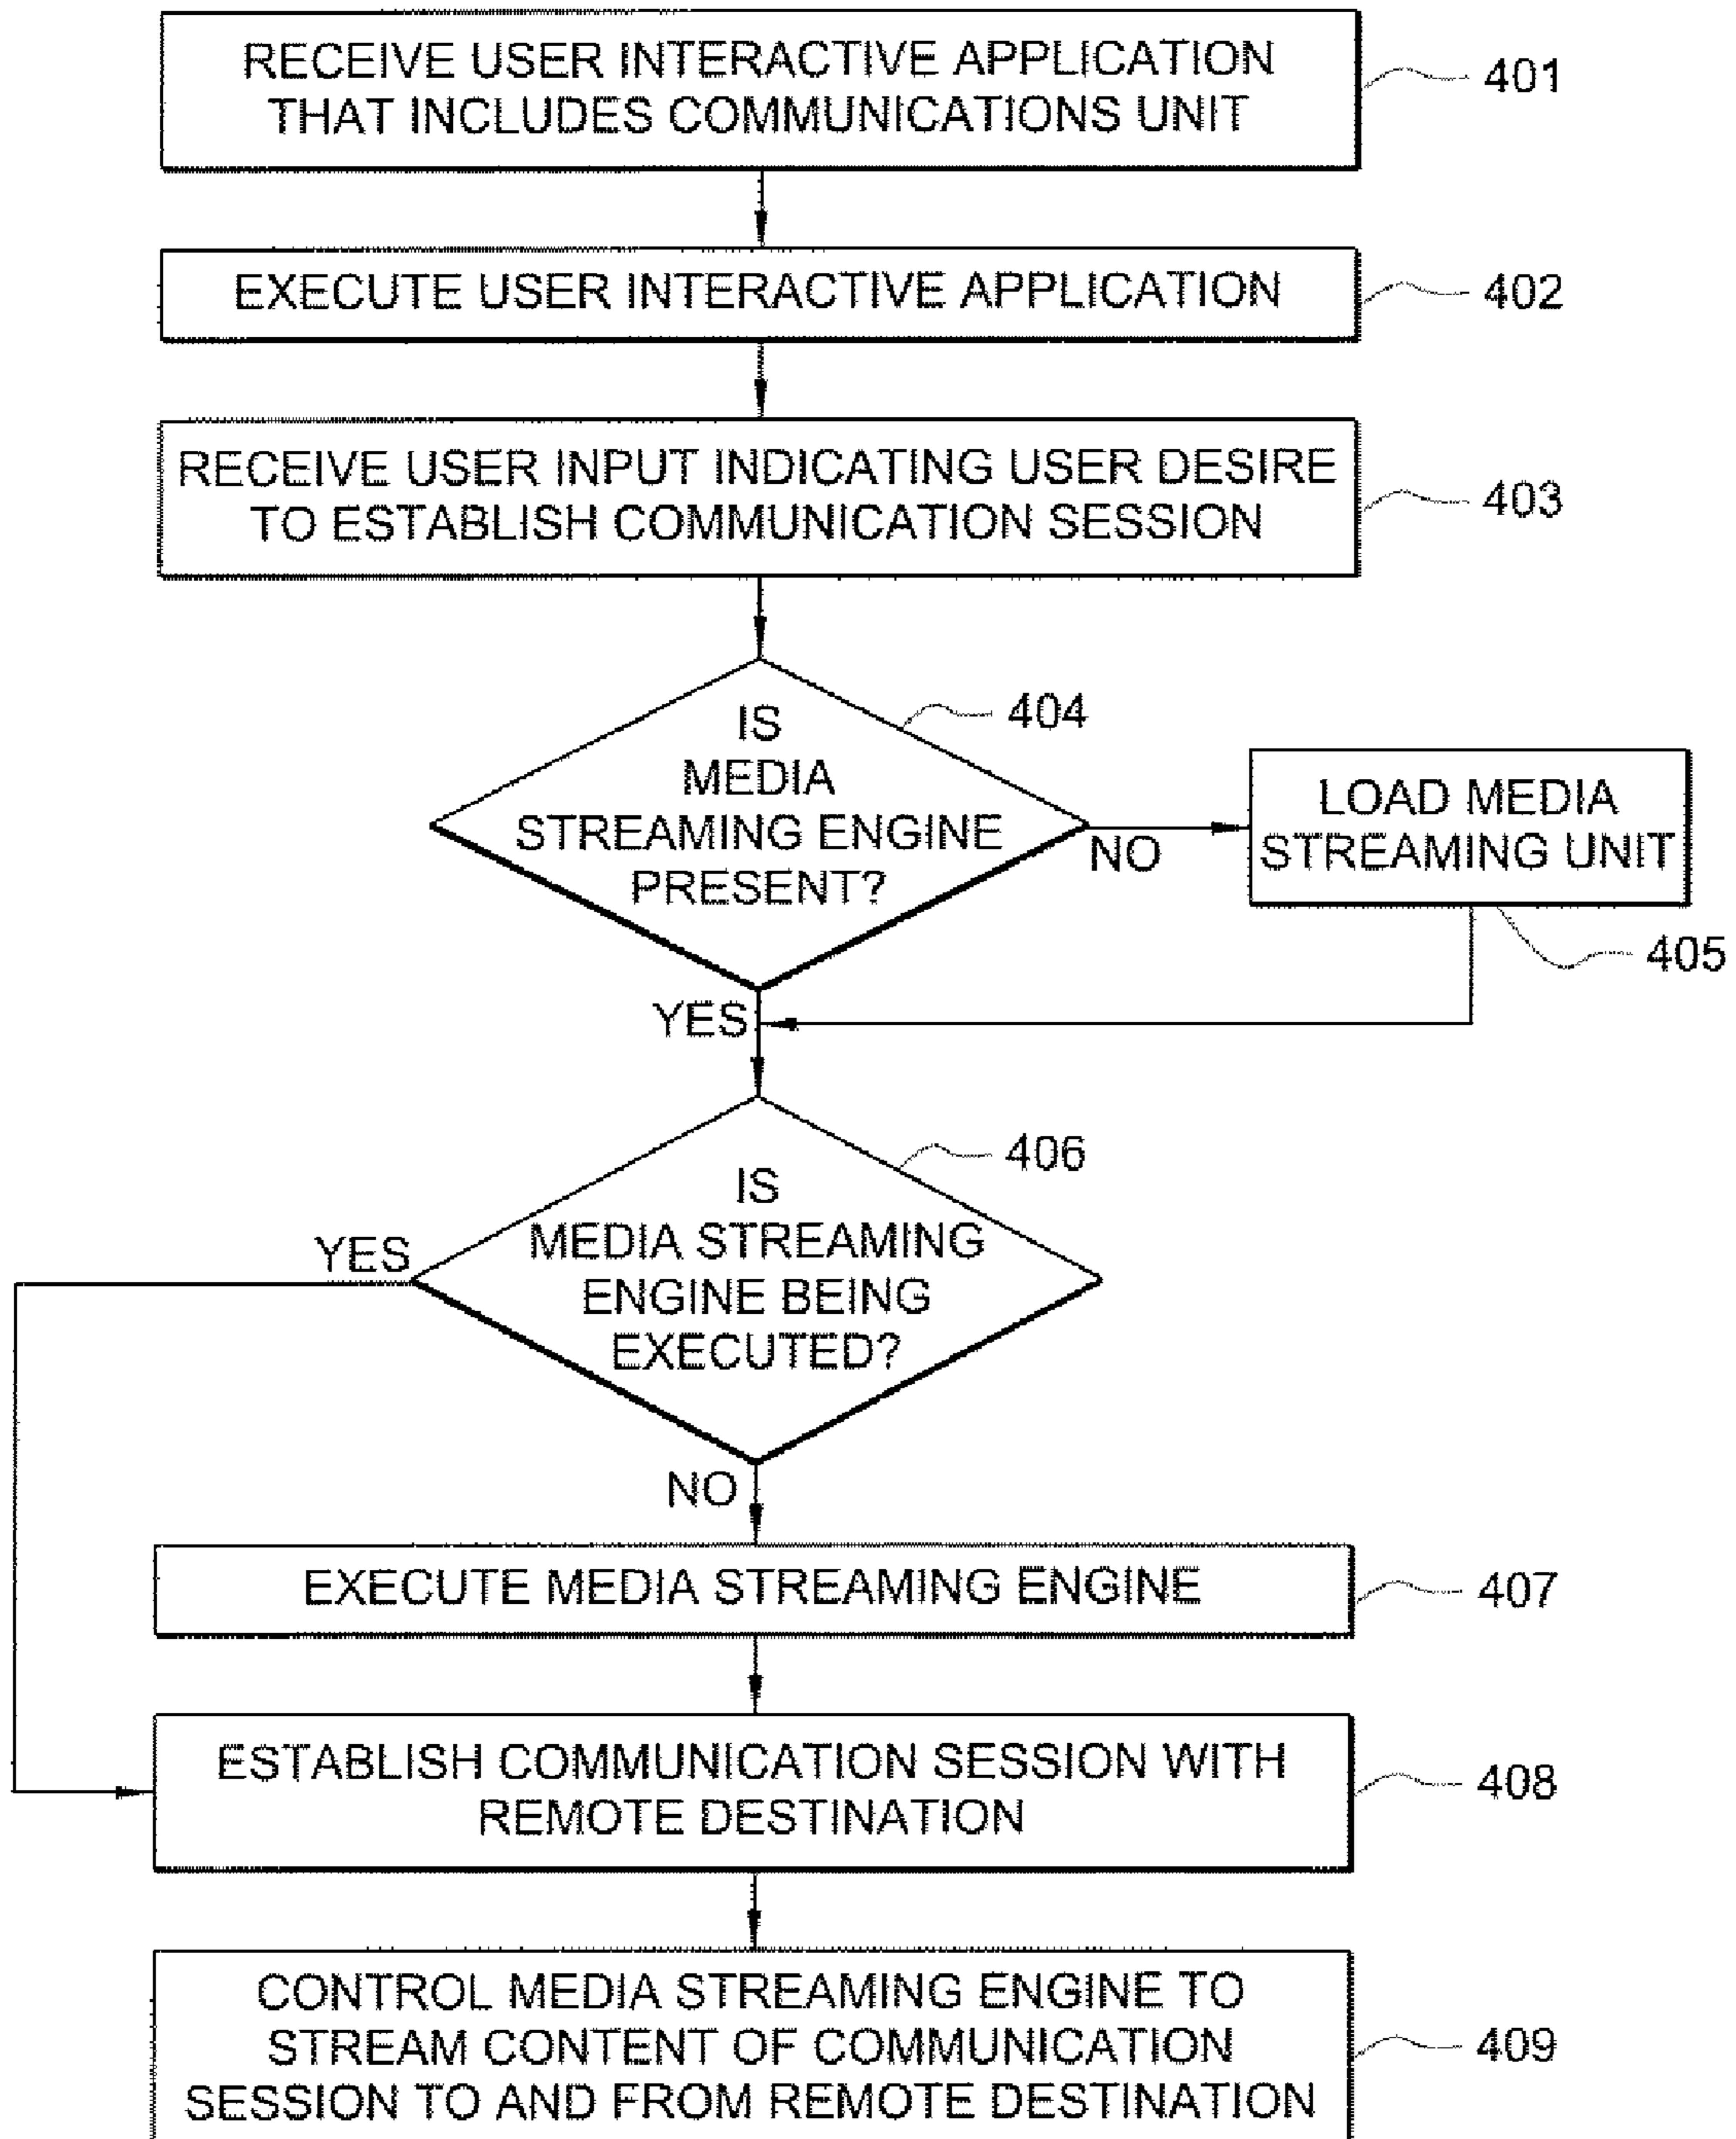 RECEIVE USER INTERACTIVE APPLICATION
THAT INCLUDES COMMUNICATIONS UNIT
401
EXECUTE USER INTERACTIVE APPLICATION
402
RECEIVE USER INPUT INDICATING USER DESIRE
TO ESTABLISH COMMUNICATION SESSION
403
IS
MEDIA
STREAMING ENGINE
PRESENT?
404
NO
LOAD MEDIA
STREAMING UNIT
405
YES
IS
MEDIA STREAMING
ENGINE BEING
EXECUTED?
406
YES
NO
EXECUTE MEDIA STREAMING ENGINE
407
ESTABLISH COMMUNICATION SESSION WITH
REMOTE DESTINATION
408
CONTROL MEDIA STREAMING ENGINE TO
STREAM CONTENT OF COMMUNICATION
SESSION TO AND FROM REMOTE DESTINATION
409